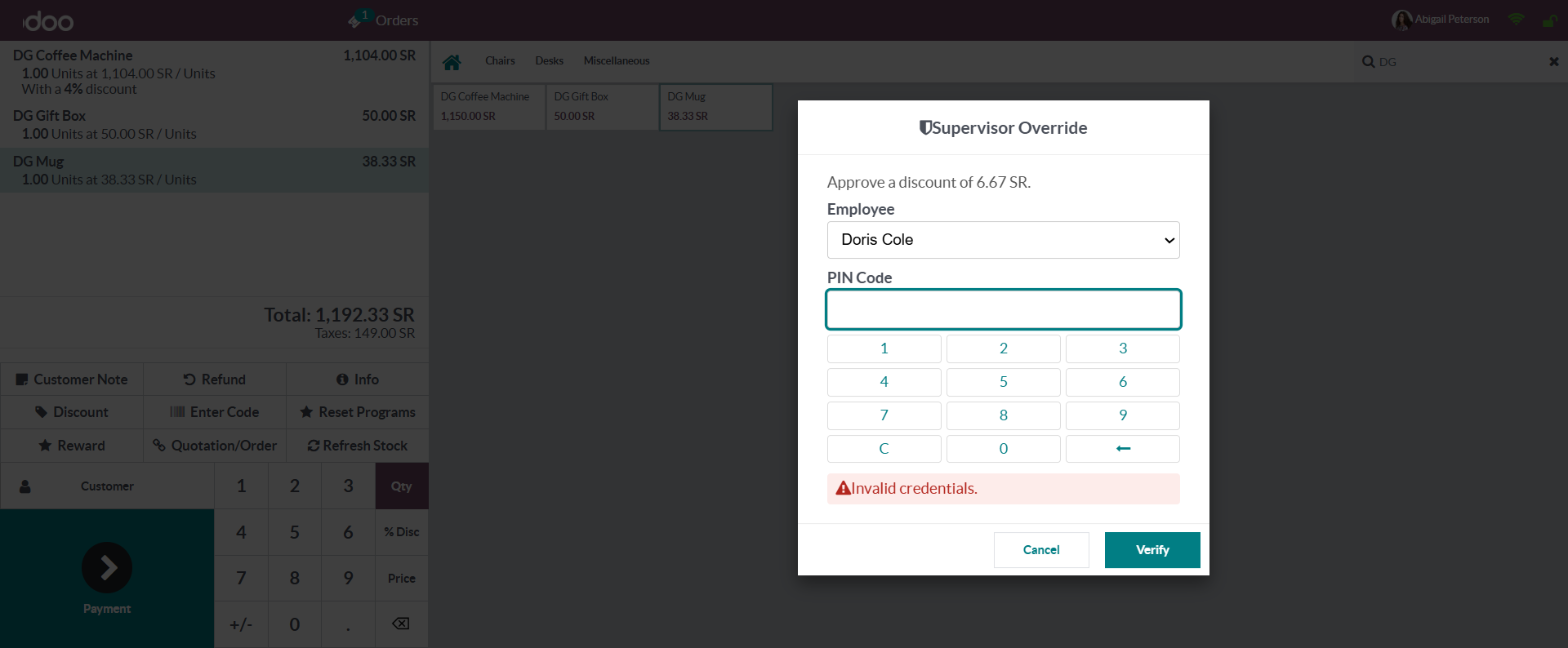 odoo
1
Orders
Abigail Peterson
DG Coffee Machine 1,104.00 SR
1.00 Units at 1,104.00 SR / Units
With a 4% discount
DG Gift Box 50.00 SR
1.00 Units at 50.00 SR / Units
DG Mug 38.33 SR
1.00 Units at 38.33 SR / Units
Total: 1,192.33 SR
Taxes: 149.00 SR
Customer Note Refund Info
Discount Enter Code Reset Programs
Reward Quotation/Order Refresh Stock
Customer
Payment
1 2 3 Qty
4 5 6 % Disc
7 8 9 Price
+/- 0 .
Chairs Desks Miscellaneous
DG
DG Coffee Machine
1,150.00 SR
DG Gift Box
50.00 SR
DG Mug
38.33 SR
Supervisor Override
Approve a discount of 6.67 SR.
Employee
Doris Cole
PIN Code
1 2 3
4 5 6
7 8 9
C 0
Invalid credentials.
Cancel Verify